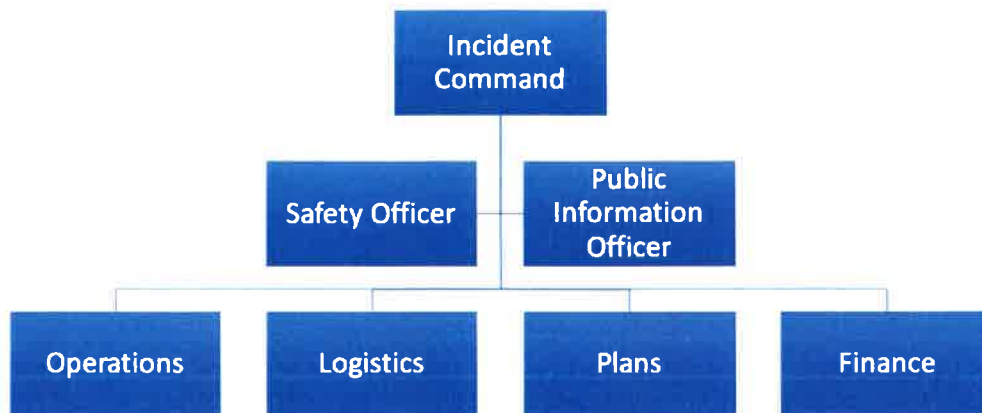 Incident
Command
Safety Officer
Public
Information
Officer
Operations
Logistics
Plans
Finance